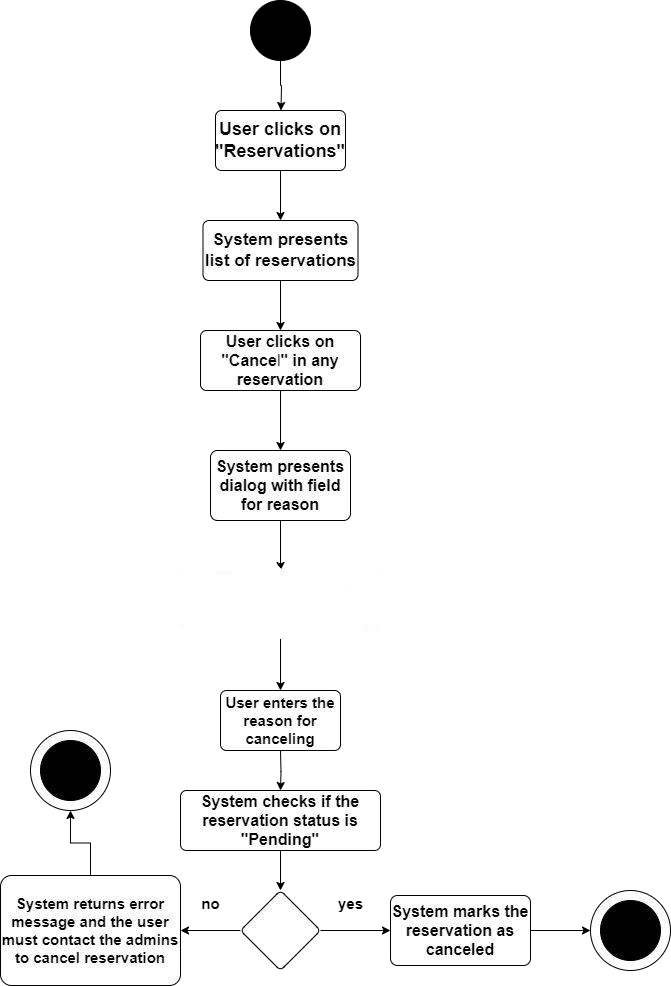 User clicks on
"Reservations"
System presents
list of reservations
User clicks on
"Cancel" in any
reservation
System presents
dialog with field
for reason
User enters the
reason for
canceling
System checks if the
reservation status is
"Pending"
no
yes
System returns error
message and the user
must contact the admins
to cancel reservation
System marks the
reservation as
canceled